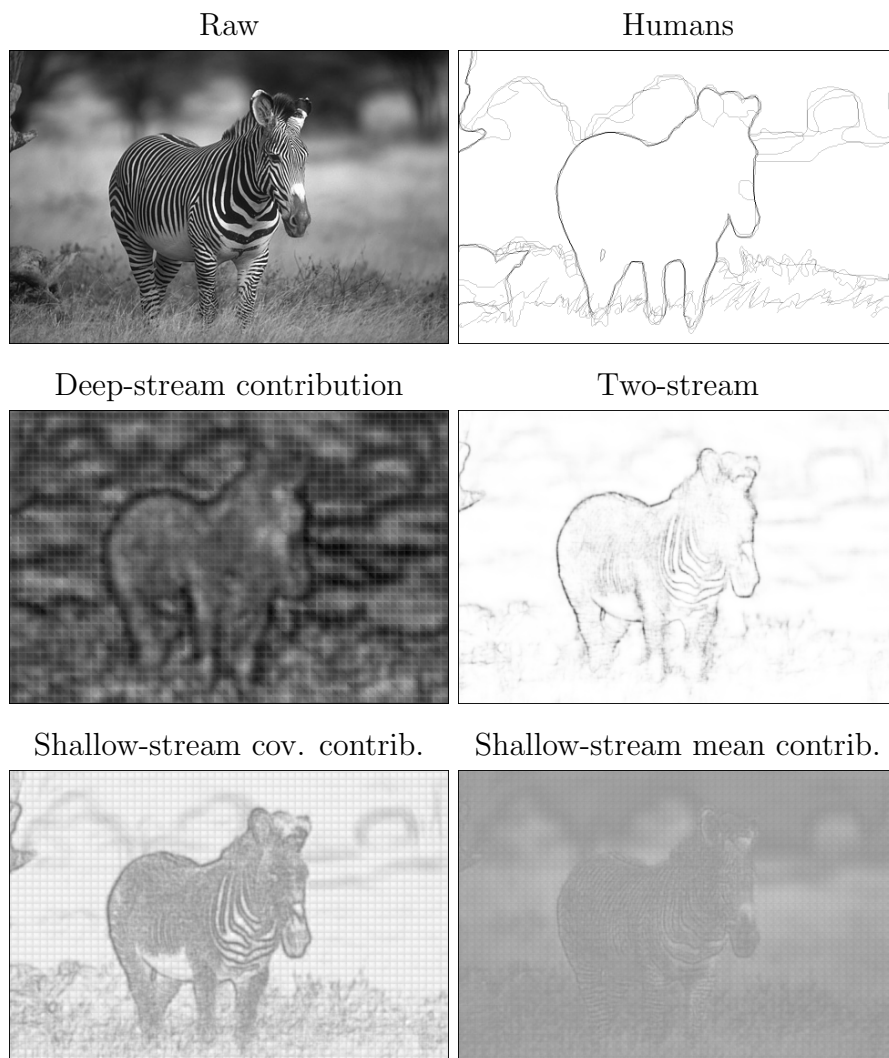 Raw
Humans
Deep-stream contribution
Two-stream
Shallow-stream cov. contrib.
Shallow-stream mean contrib.